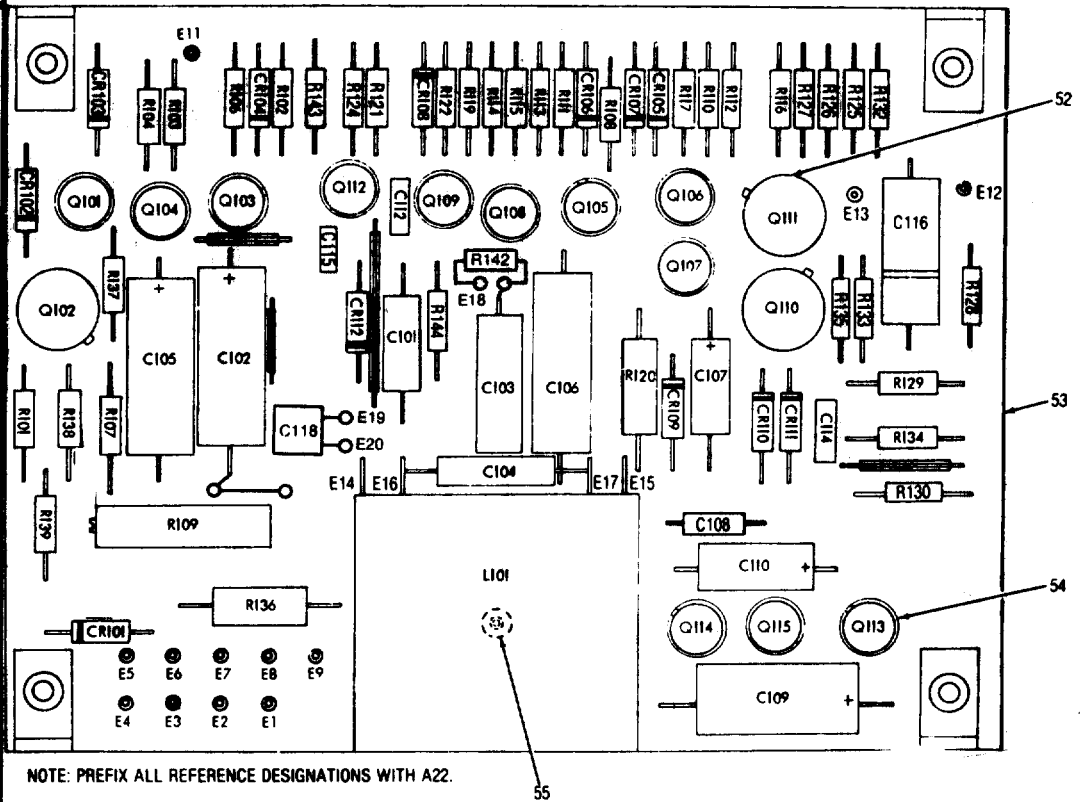 E11
CR103 R104 R103 R106 CR104 R102 R143 R124 R121 CR108 R122 R119 R114 R115 R113 R118 CR106 R108 CR107 CR105 R117 R110 R112 R116 R127 R126 R125 R132
52
CR102 Q101 Q104 Q103 Q112 C112 Q109 Q108 Q105 Q106 Q111 E13 C116 E12
C115 R142 Q107
E18
Q102 R137 + C105 + C102 CR112 C101 R144 C103 C106 R120 CR109 + C107 Q110 R135 R133 R128
R129
53
R101 R138 R107 C118 E19 E20 CR110 CR111 C114 R134
E14 E16 C104 E17 E15
R130
R139 R109 C108
C110 +
L101
54
R136
CR101 Q114 Q115 Q113
E5 E6 E7 E8 E9
C109 +
E4 E3 E2 E1
NOTE: PREFIX ALL REFERENCE DESIGNATIONS WITH A22.
55